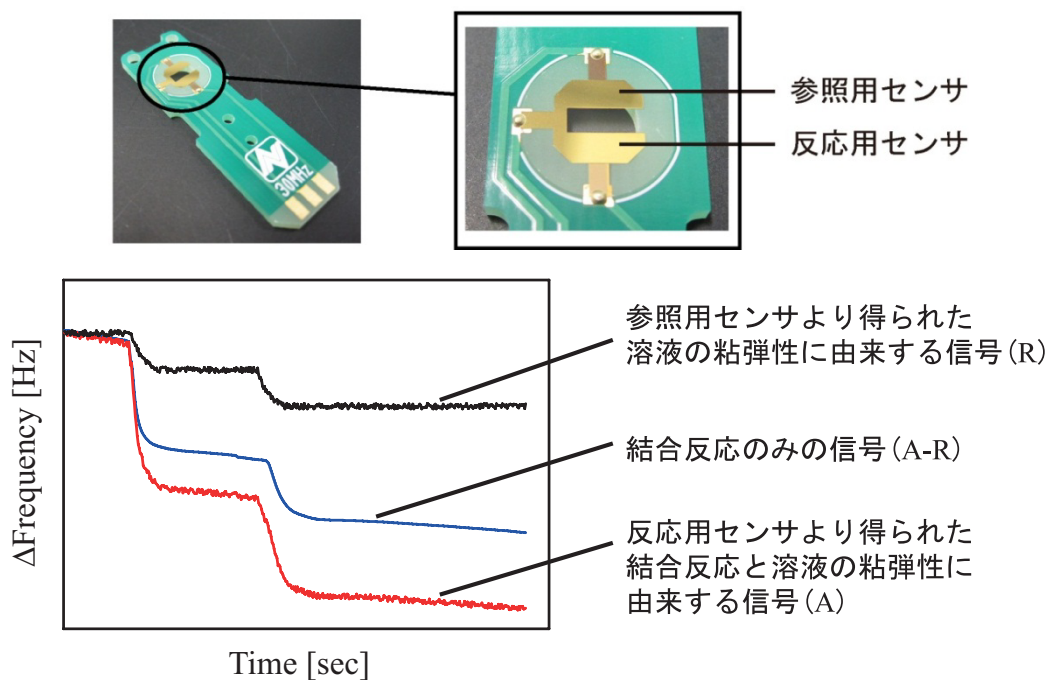 30MHz
参照用センサ
反応用センサ
ΔFrequency [Hz]
Time [sec]
参照用センサより得られた
溶液の粘弾性に由来する信号(R)
結合反応のみの信号(A-R)
反応用センサより得られた
結合反応と溶液の粘弾性に
由来する信号(A)